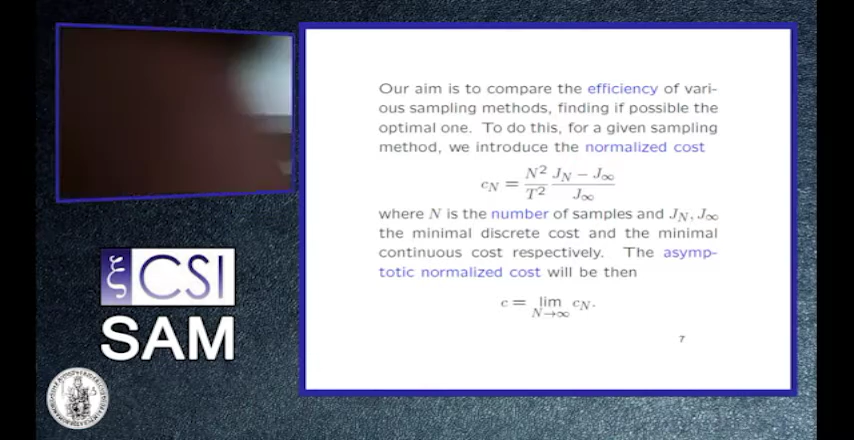 Our aim is to compare the efficiency of vari-
ous sampling methods, finding if possible the
optimal one. To do this, for a given sampling
method, we introduce the normalized cost
c_N = N²/T² (J_N − J_∞)/J_∞
where N is the number of samples and J_N, J_∞
the minimal discrete cost and the minimal
continuous cost respectively. The asymp-
totic normalized cost will be then
c = lim_{N→∞} c_N.
7
ξCSI
SAM